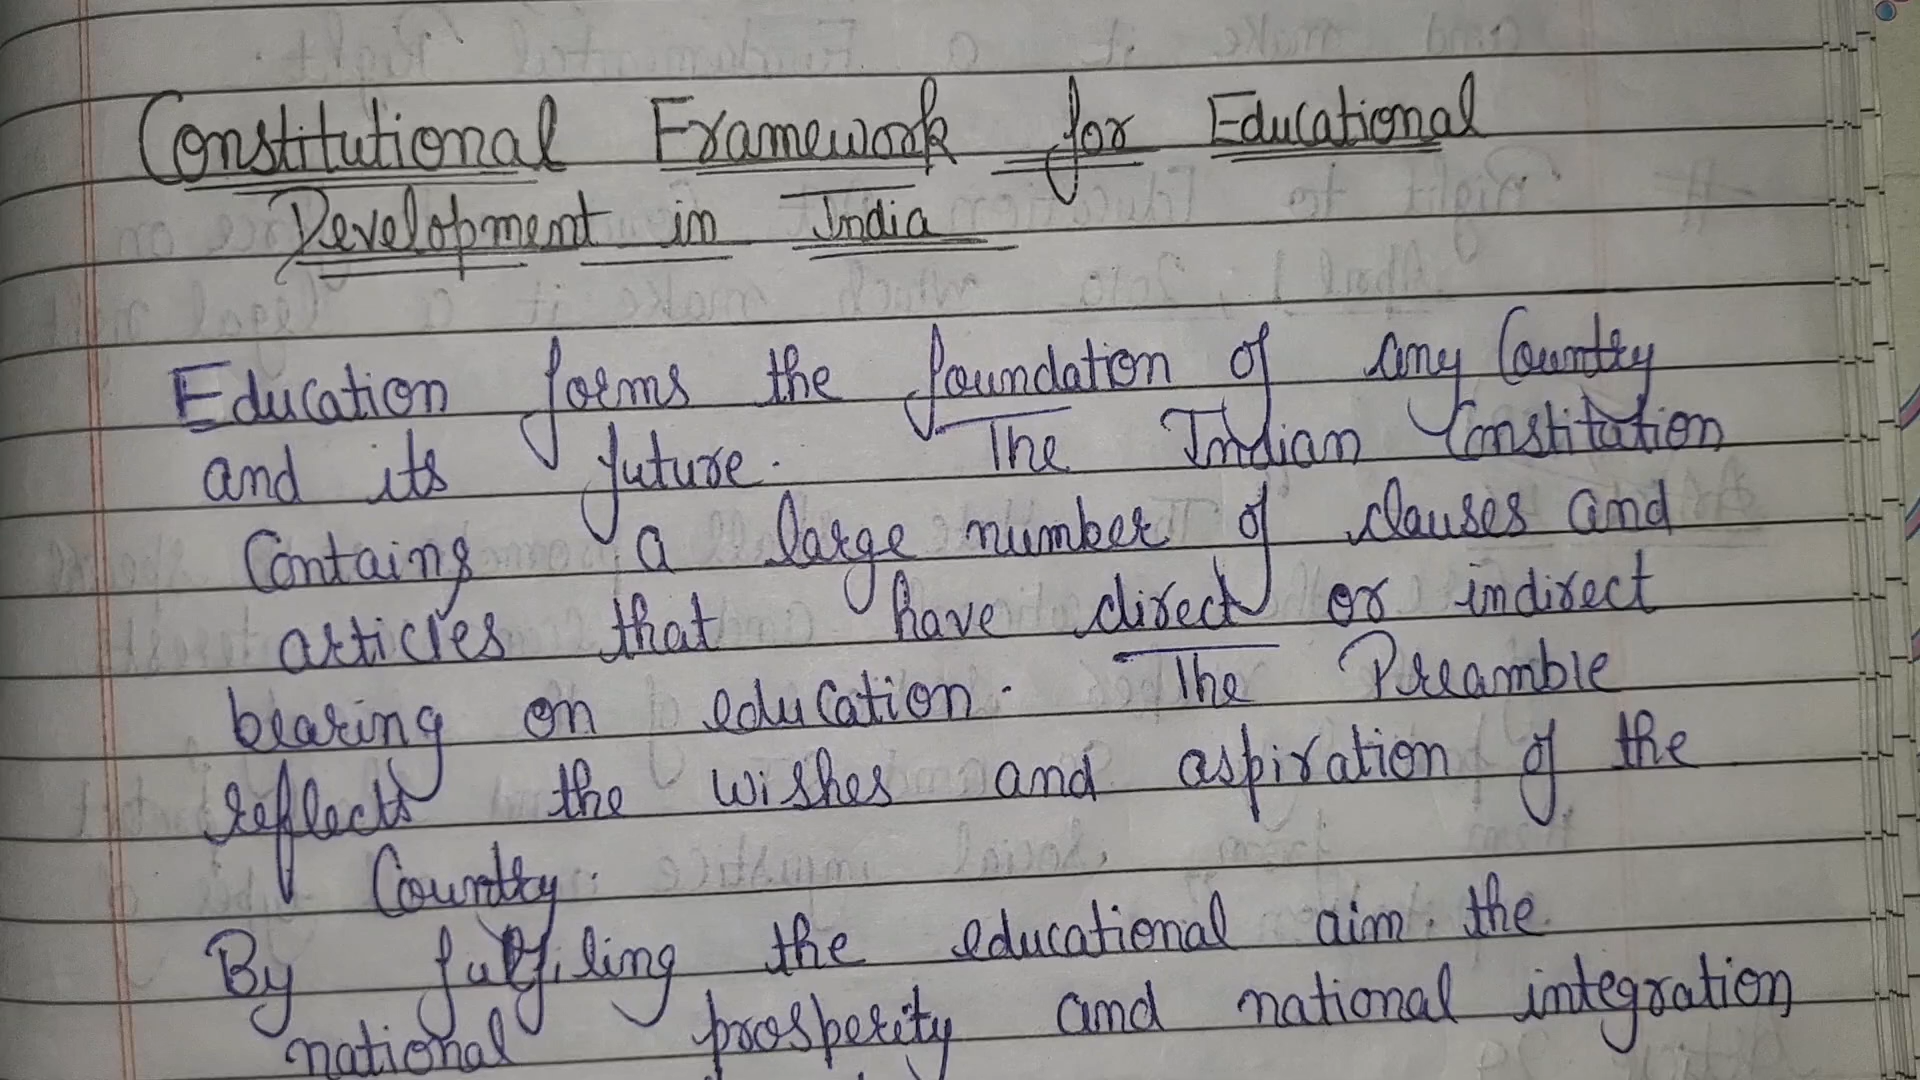 Constitutional Framework for Educational
Development in India
Education forms the foundation of any Country
and its future. The Indian Constitution
Contains a large number of clauses and
articles that have direct or indirect
bearing on education. The Preamble
reflects the wishes and aspiration of the
Country.
By fulfiling the educational aim. the
national prosperity and national integration